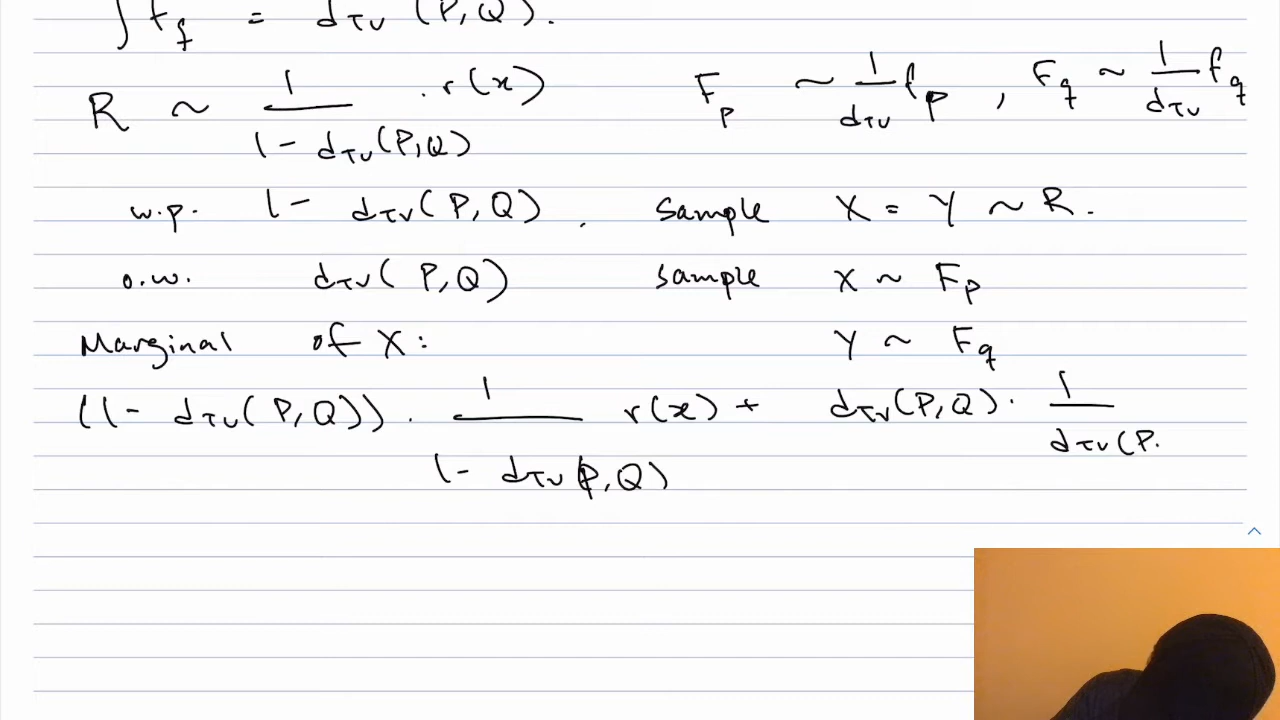 ∫ f_q = d_TV (P, Q).
R ~ 1/(1 - d_TV(P,Q)) · r(x)    F_p ~ 1/d_TV f_p , F_q ~ 1/d_TV f_q
w.p. 1 - d_TV(P,Q). Sample X = Y ~ R.
o.w. d_TV(P,Q) Sample X ~ F_p
Marginal of X: Y ~ F_q
(1 - d_TV(P,Q)) · 1/(1 - d_TV(P,Q)) r(x) + d_TV(P,Q) · 1/d_TV(P.